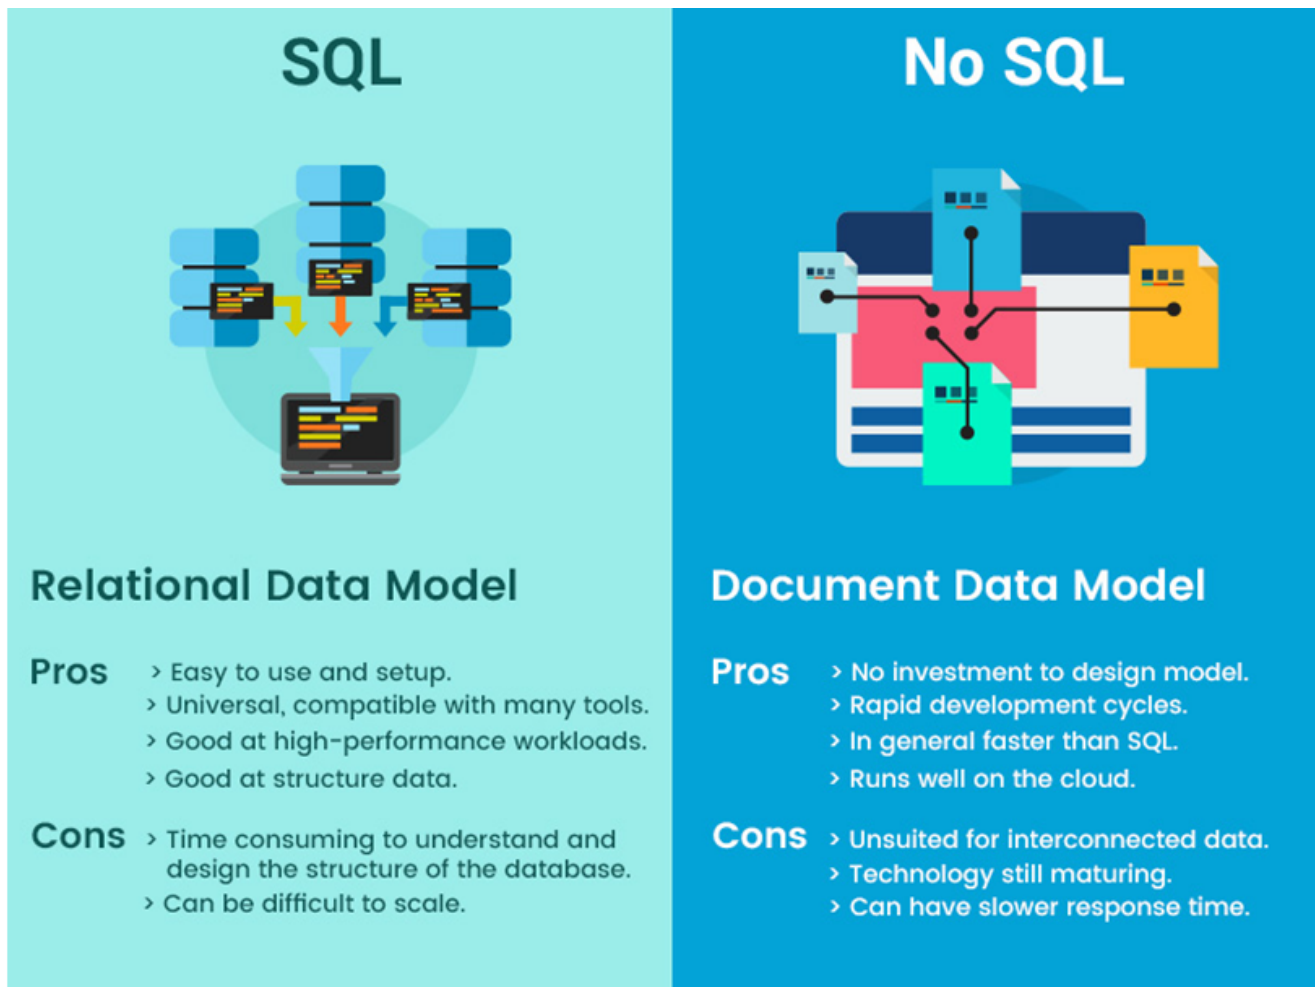 SQL
Relational Data Model
Pros
> Easy to use and setup.
> Universal, compatible with many tools.
> Good at high-performance workloads.
> Good at structure data.
Cons
> Time consuming to understand and
design the structure of the database.
> Can be difficult to scale.
No SQL
Document Data Model
Pros
> No investment to design model.
> Rapid development cycles.
> In general faster than SQL.
> Runs well on the cloud.
Cons
> Unsuited for interconnected data.
> Technology still maturing.
> Can have slower response time.